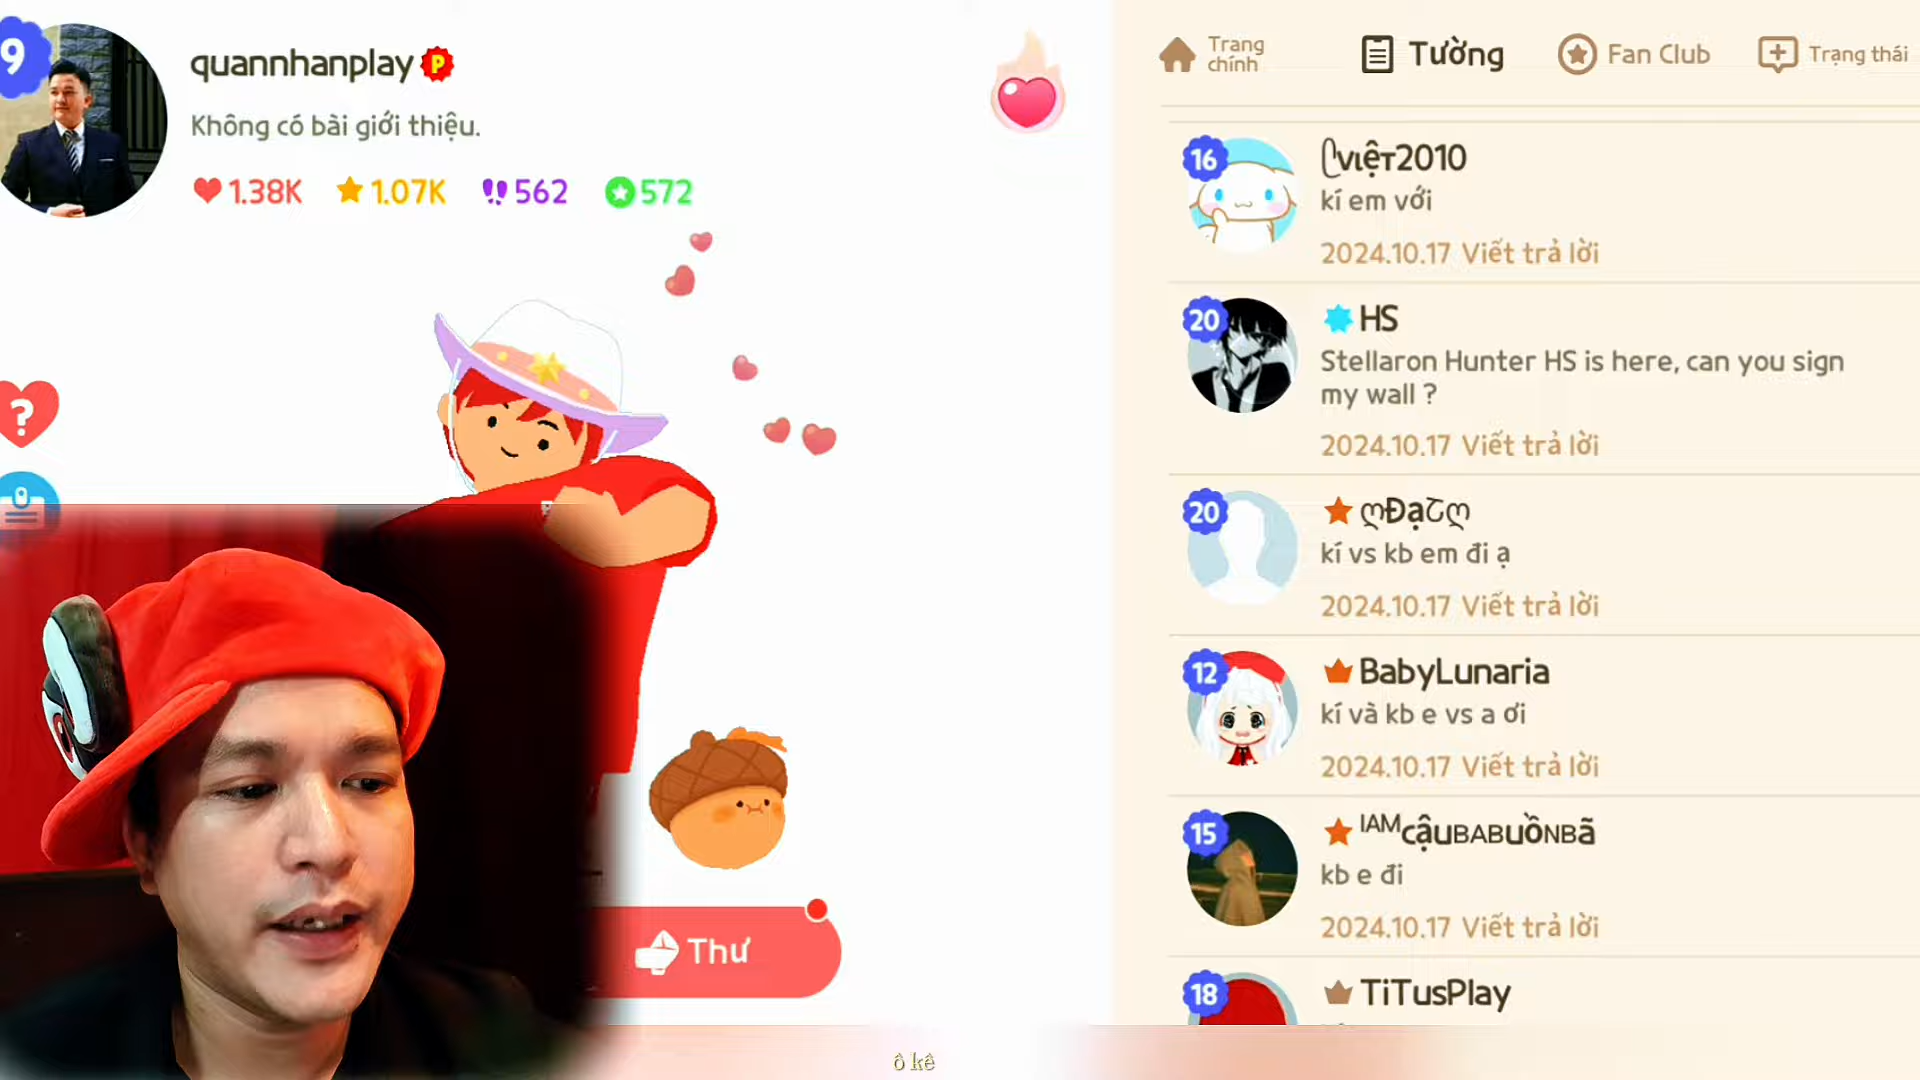 9
quannhanplay P
Không có bài giới thiệu.
1.38K 1.07K 562 572
?
Thư
ô kê
Trang
chính
Tường
Fan Club
Trạng thái
16
việт2010
kí em với
2024.10.17 Viết trả lời
20
HS
Stellaron Hunter HS is here, can you sign
my wall ?
2024.10.17 Viết trả lời
20
kí vs kb em đi ạ
2024.10.17 Viết trả lời
12
BabyLunaria
kí và kb e vs a ơi
2024.10.17 Viết trả lời
15
IAMcậuBABuồNBã
kb e đi
2024.10.17 Viết trả lời
18
TiTusPlay